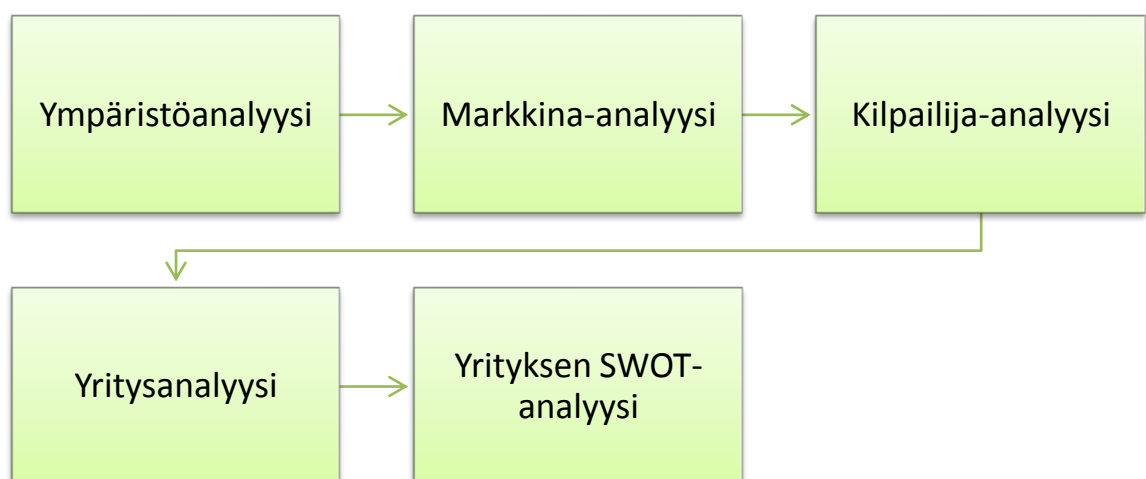 Ympäristöanalyysi
Markkina-analyysi
Kilpailija-analyysi
Yritysanalyysi
Yrityksen SWOT-
analyysi